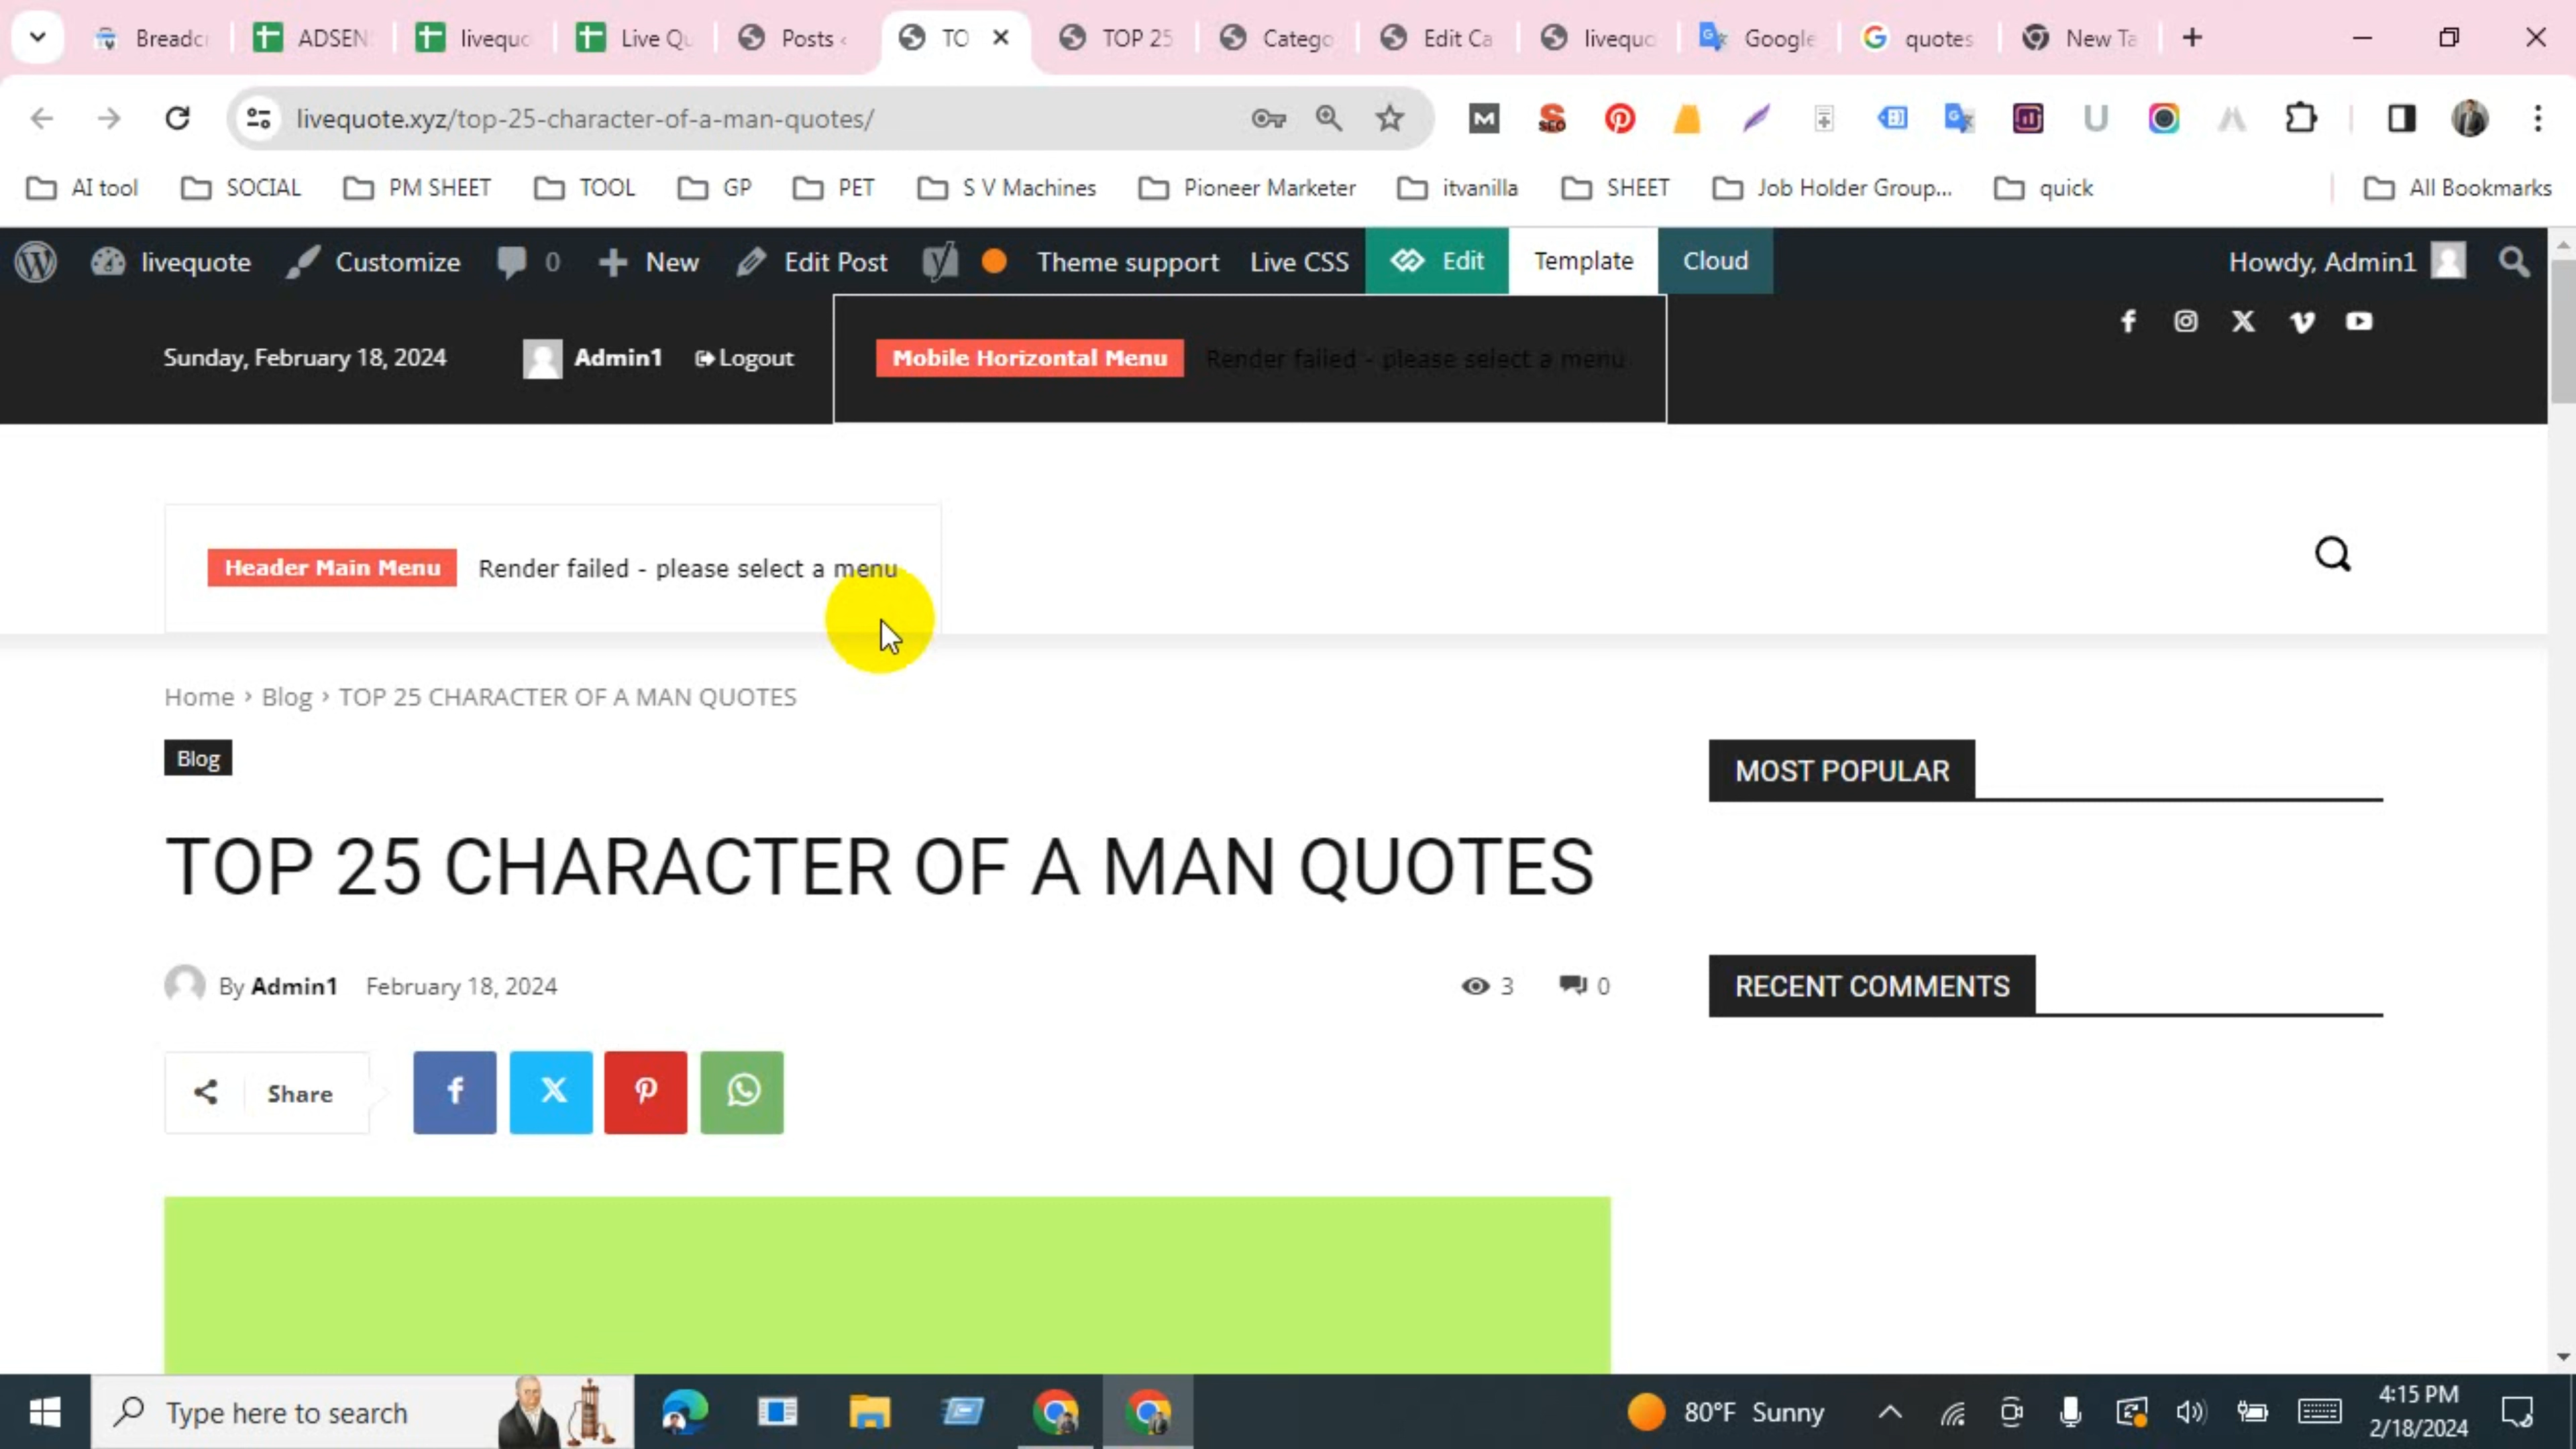 Breadc
ADSEN
livequo
Live Qu
Posts ‹
TO
TOP 25
Catego
Edit Ca
livequo
Google
quotes
New Ta
livequote.xyz/top-25-character-of-a-man-quotes/
AI tool
SOCIAL
PM SHEET
TOOL
GP
PET
S V Machines
Pioneer Marketer
itvanilla
SHEET
Job Holder Group...
quick
All Bookmarks
livequote
Customize
0
New
Edit Post
Theme support
Live CSS
Edit
Template
Cloud
Howdy, Admin1
Sunday, February 18, 2024
Admin1
Logout
Mobile Horizontal Menu
Render failed - please select a menu
Header Main Menu
Render failed - please select a menu
Home › Blog › TOP 25 CHARACTER OF A MAN QUOTES
Blog
MOST POPULAR
TOP 25 CHARACTER OF A MAN QUOTES
By Admin1
February 18, 2024
3
0
RECENT COMMENTS
Share
Type here to search
80°F Sunny
4:15 PM
2/18/2024